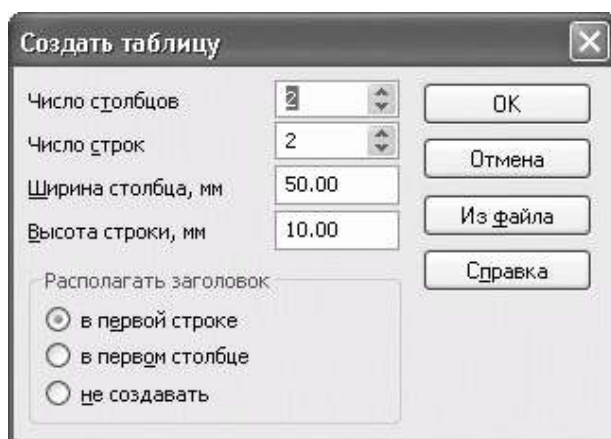 Создать таблицу
Число столбцов 2 OK
Число строк 2 Отмена
Ширина столбца, мм 50.00 Из файла
Высота строки, мм 10.00 Справка
Располагать заголовок
в первой строке
в первом столбце
не создавать